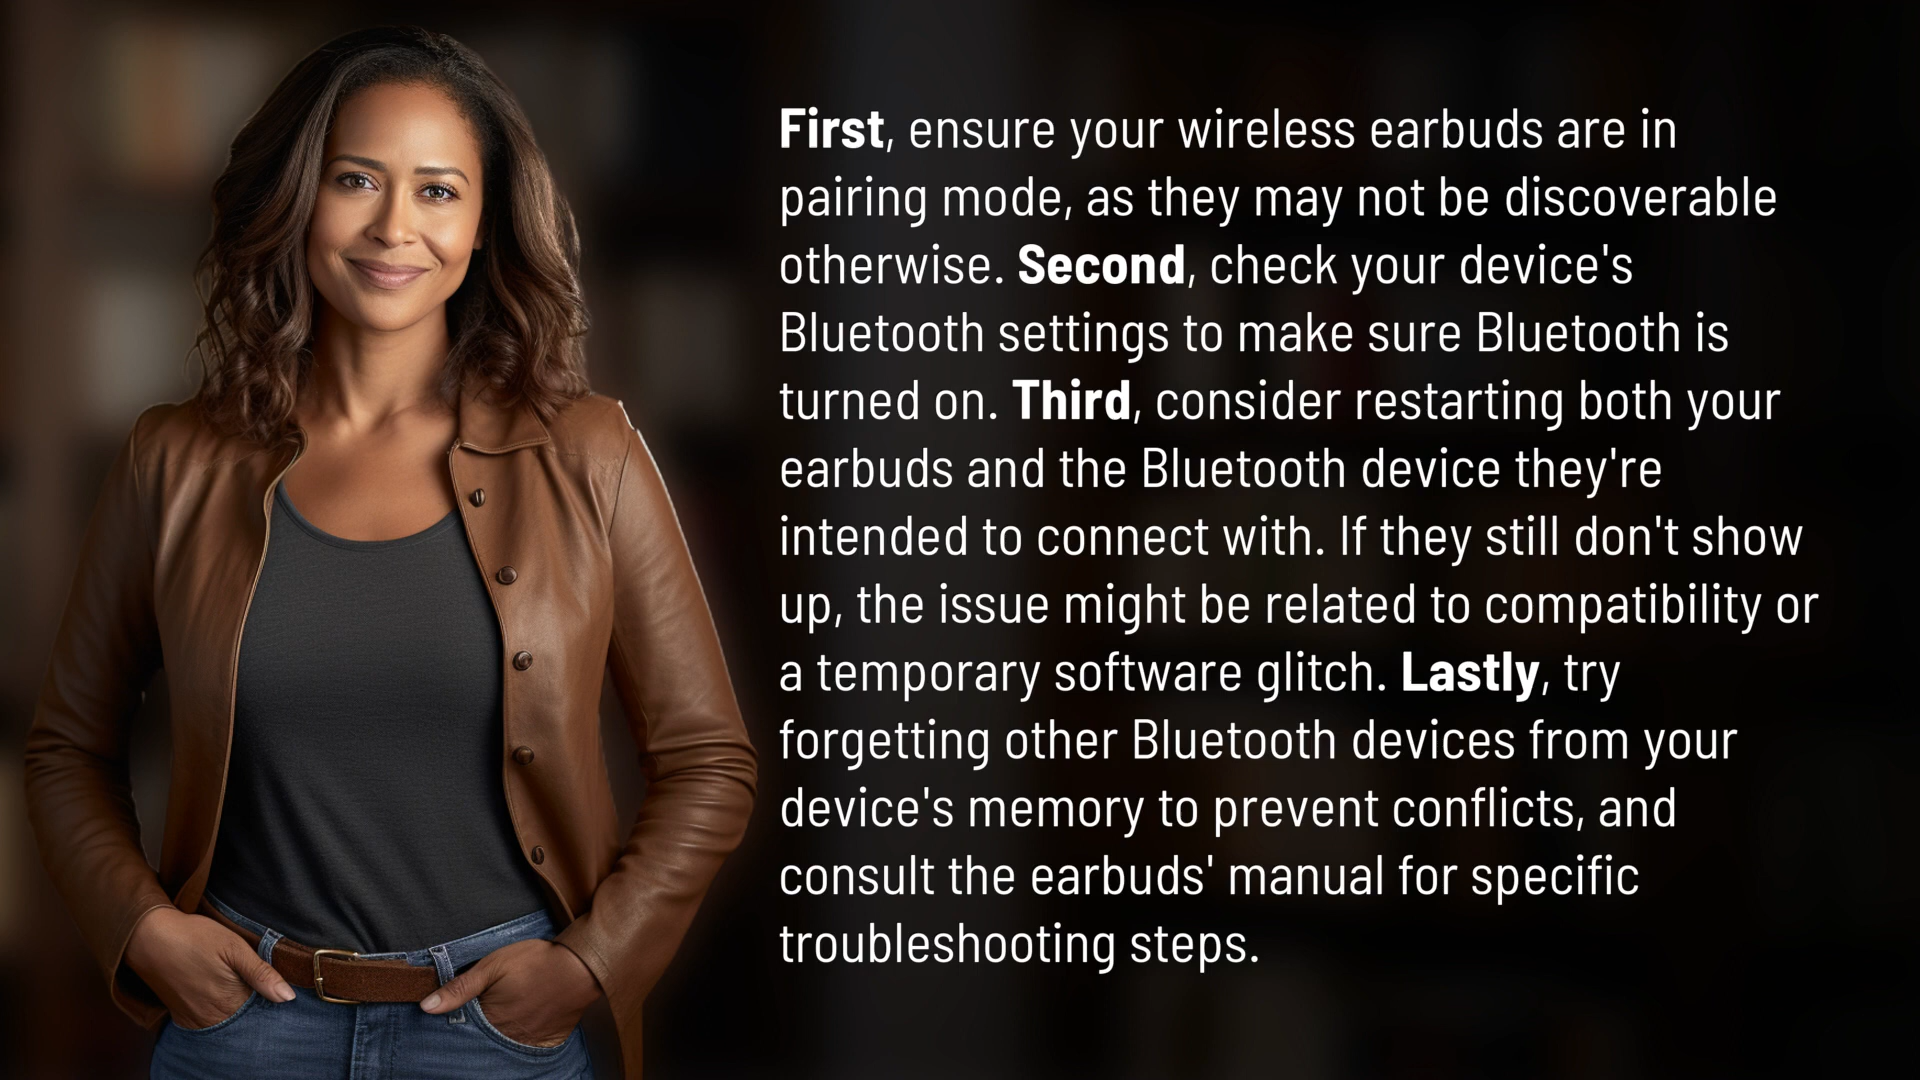 First, ensure your wireless earbuds are in
pairing mode, as they may not be discoverable
otherwise. Second, check your device's
Bluetooth settings to make sure Bluetooth is
turned on. Third, consider restarting both your
earbuds and the Bluetooth device they're
intended to connect with. If they still don't show
up, the issue might be related to compatibility or
a temporary software glitch. Lastly, try
forgetting other Bluetooth devices from your
device's memory to prevent conflicts, and
consult the earbuds' manual for specific
troubleshooting steps.